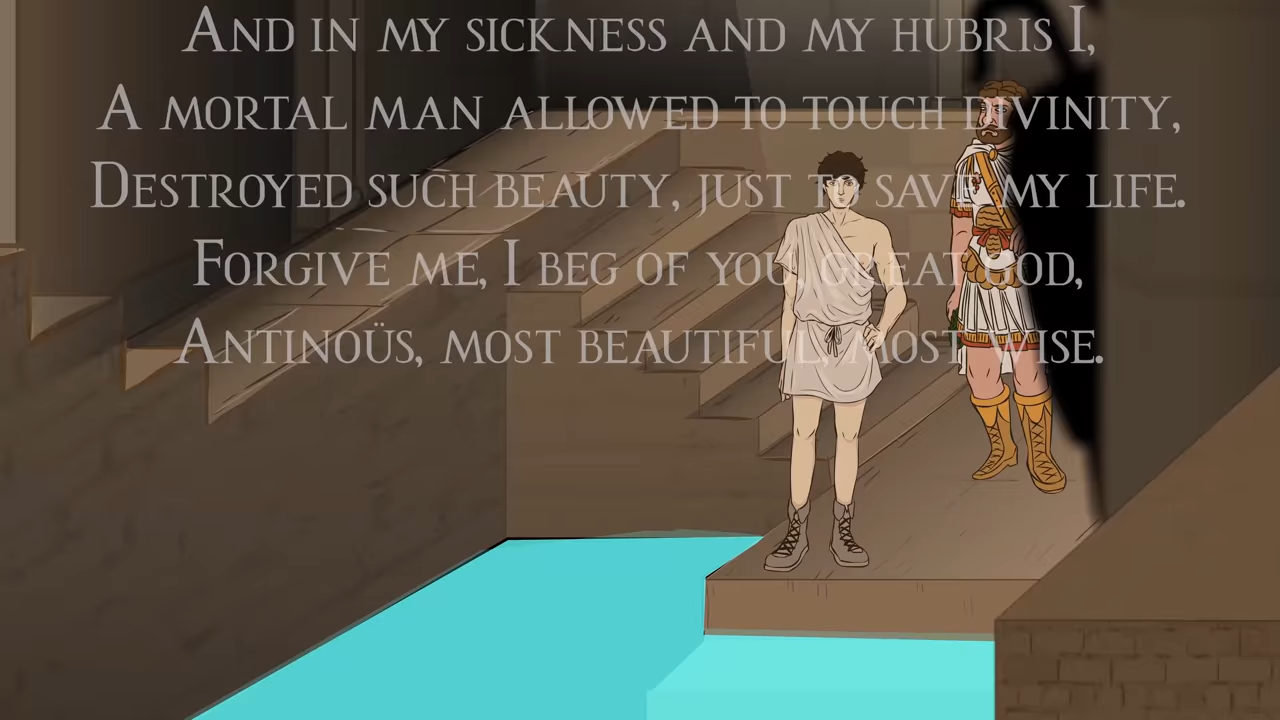 And in my sickness and my hubris I,
A mortal man allowed to touch divinity,
Destroyed such beauty, just to save my life.
Forgive me, I beg of you, great god,
Antinoüs, most beautiful, most wise.